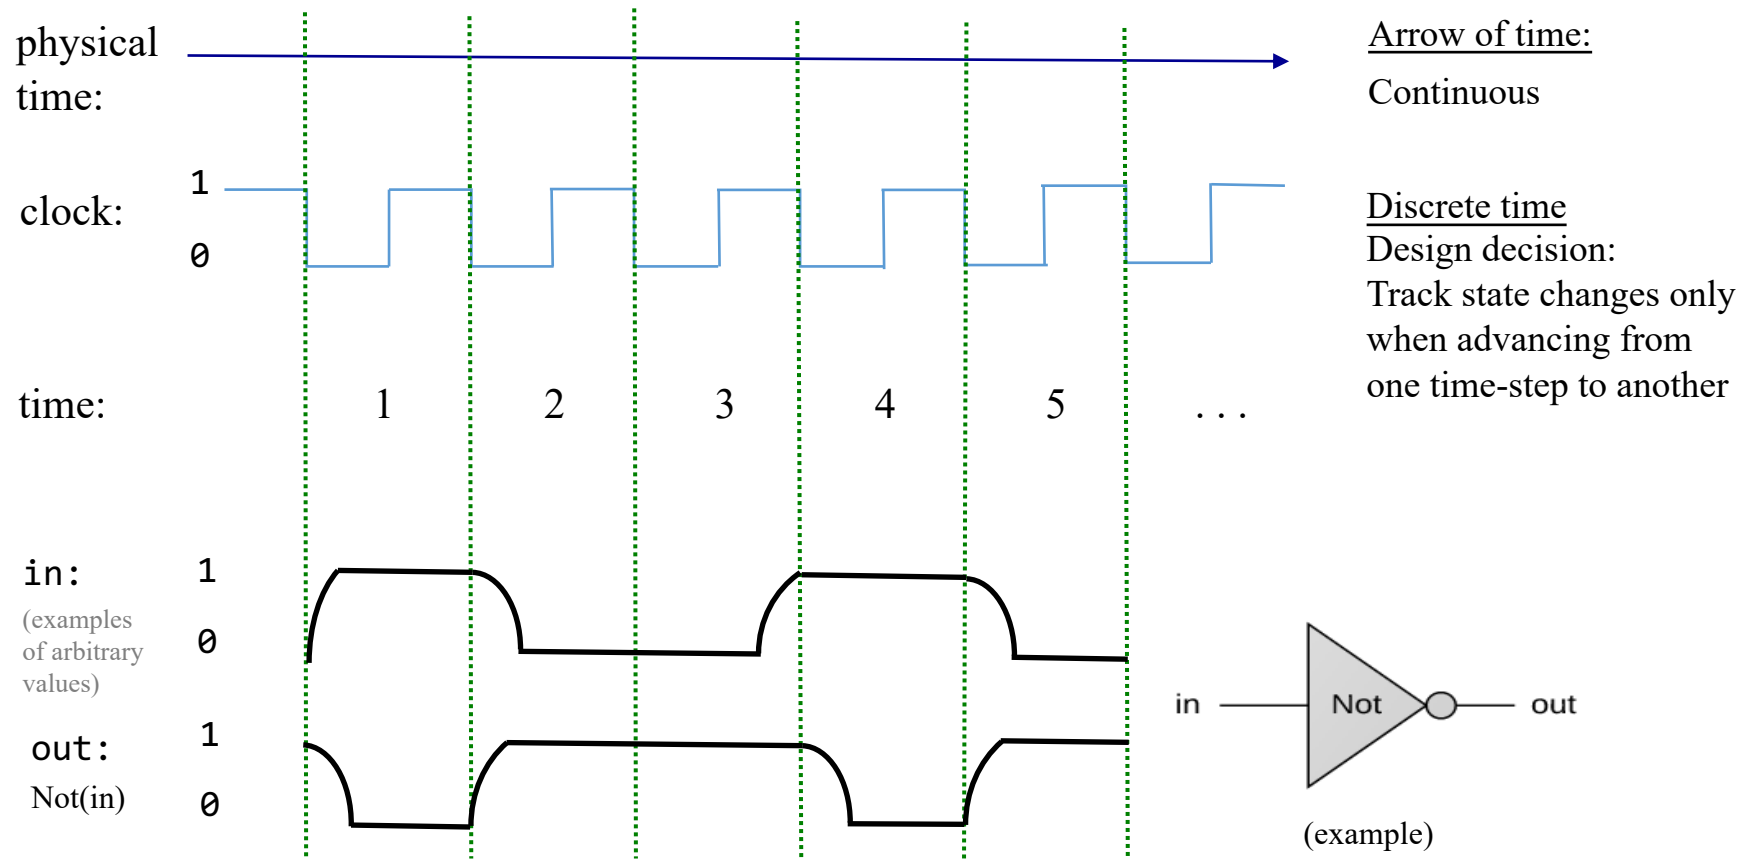 physical
time:
Arrow of time:
Continuous
clock:
1
0
Discrete time
Design decision:
Track state changes only
when advancing from
one time-step to another
time:
1
2
3
4
5
. . .
in:
(examples
of arbitrary
values)
1
0
out:
Not(in)
1
0
in
Not
out
(example)